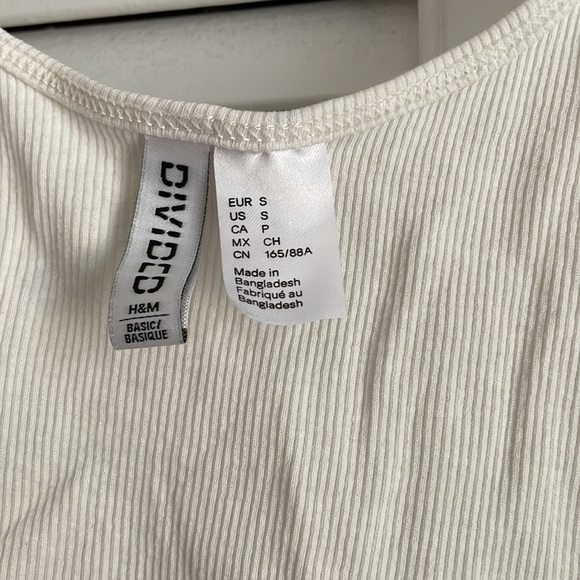 DIVIDED
H&M
BASIC/
BASIQUE
EUR S
US S
CA P
MX CH
CN 165/88A
Made in
Bangladesh
Fabriqué au
Bangladesh